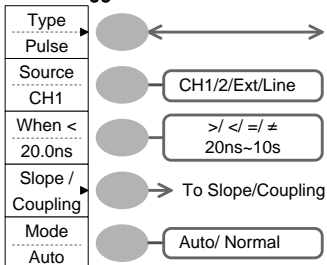 Type
Pulse
Source
CH1
CH1/2/Ext/Line
When <
20.0ns
>/ </ =/ ≠
20ns~10s
Slope /
Coupling
To Slope/Coupling
Mode
Auto
Auto/ Normal